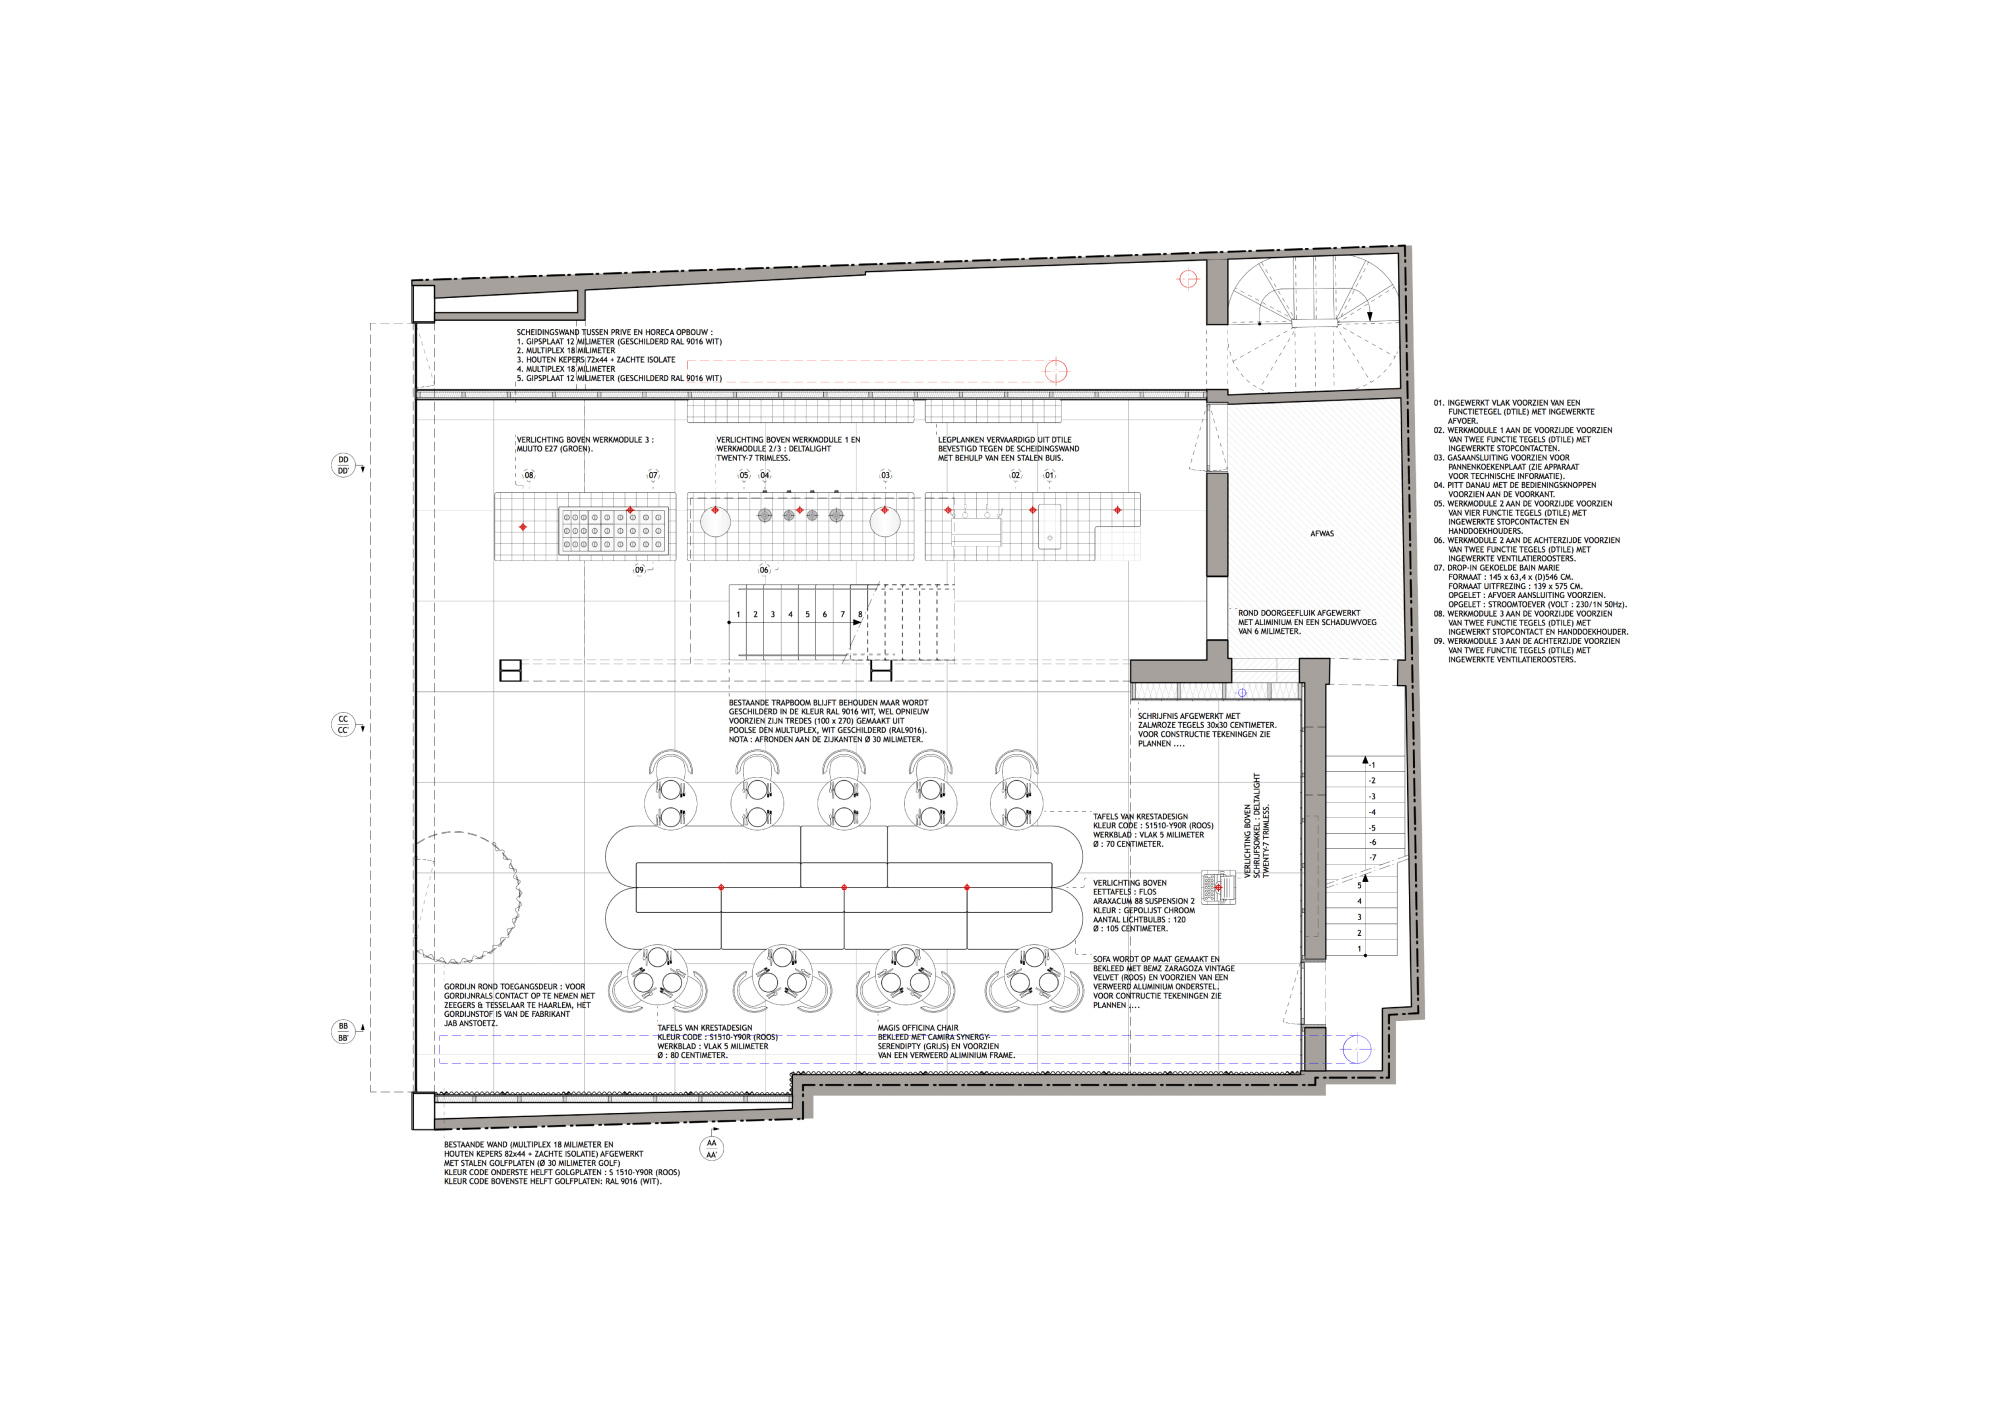 SCHEIDINGSWAND TUSSEN PRIVE EN HORECA OPBOUW :
1. GIPSPLAAT 12 MILIMETER (GESCHILDERD RAL 9016 WIT)
2. MULTIPLEX 18 MILIMETER
3. HOUTEN KEPERS 72x44 + ZACHTE ISOLATE
4. MULTIPLEX 18 MILIMETER
5. GIPSPLAAT 12 MILIMETER (GESCHILDERD RAL 9016 WIT)
VERLICHTING BOVEN WERKMODULE 3 :
MUUTO E27 (GROEN).
VERLICHTING BOVEN WERKMODULE 1 EN
WERKMODULE 2/3 : DELTALIGHT
TWENTY-7 TRIMLESS.
LEGPLANKEN VERVAARDIGD UIT DTILE
BEVESTIGD TEGEN DE SCHEIDINGSWAND
MET BEHULP VAN EEN STALEN BUIS.
DD
DD'
08
07
05
04
03
02
01
09
06
AFWAS
1 2 3 4 5 6 7 8
ROND DOORGEEFLUIK AFGEWERKT
MET ALIMINIUM EN EEN SCHADUWVOEG
VAN 6 MILIMETER.
01. INGEWERKT VLAK VOORZIEN VAN EEN
FUNCTIETEGEL (DTILE) MET INGEWERKTE
AFVOER.
02. WERKMODULE 1 AAN DE VOORZIJDE VOORZIEN
VAN TWEE FUNCTIE TEGELS (DTILE) MET
INGEWERKTE STOPCONTACTEN.
03. GASAANSLUITING VOORZIEN VOOR
PANNENKOEKENPLAAT (ZIE APPARAAT
VOOR TECHNISCHE INFORMATIE).
04. PITT DANAU MET DE BEDIENINGSKNOPPEN
VOORZIEN AAN DE VOORKANT.
05. WERKMODULE 2 AAN DE VOORZIJDE VOORZIEN
VAN VIER FUNCTIE TEGELS (DTILE) MET
INGEWERKTE STOPCONTACTEN EN
HANDDOEKHOUDERS.
06. WERKMODULE 2 AAN DE ACHTERZIJDE VOORZIEN
VAN TWEE FUNCTIE TEGELS (DTILE) MET
INGEWERKTE VENTILATIEROOSTERS.
07. DROP-IN GEKOELDE BAIN MARIE
FORMAAT : 145 x 63,4 x (D)546 CM.
FORMAAT UITFREZING : 139 x 575 CM.
OPGELET : AFVOER AANSLUITING VOORZIEN.
OPGELET : STROOMTOEVER (VOLT : 230/1N 50Hz).
08. WERKMODULE 3 AAN DE VOORZIJDE VOORZIEN
VAN TWEE FUNCTIE TEGELS (DTILE) MET
INGEWERKT STOPCONTACT EN HANDDOEKHOUDER.
09. WERKMODULE 3 AAN DE ACHTERZIJDE VOORZIEN
VAN TWEE FUNCTIE TEGELS (DTILE) MET
INGEWERKTE VENTILATIEROOSTERS.
CC
CC'
BESTAANDE TRAPBOOM BLIJFT BEHOUDEN MAAR WORDT
GESCHILDERD IN DE KLEUR RAL 9016 WIT, WEL OPNIEUW
VOORZIEN ZIJN TREDES (100 x 270) GEMAAKT UIT
POOLSE DEN MULTUPLEX, WIT GESCHILDERD (RAL9016).
NOTA : AFRONDEN AAN DE ZIJKANTEN Ø 30 MILIMETER.
SCHRIJFNIS AFGEWERKT MET
ZALMROZE TEGELS 30x30 CENTIMETER.
VOOR CONSTRUCTIE TEKENINGEN ZIE
PLANNEN ....
VERLICHTING BOVEN
SCHRIJFSOKKEL : DELTALIGHT
TWENTY-7 TRIMLESS.
-1
-2
-3
-4
-5
-6
-7
5
4
3
2
1
TAFELS VAN KRESTADESIGN
KLEUR CODE : S1510-Y90R (ROOS)
WERKBLAD : VLAK 5 MILIMETER
Ø : 70 CENTIMETER.
VERLICHTING BOVEN
EETTAFELS : FLOS
ARAXACUM 88 SUSPENSION 2
KLEUR : GEPOLIJST CHROOM
AANTAL LICHTBULBS : 120
Ø : 105 CENTIMETER.
SOFA WORDT OP MAAT GEMAAKT EN
BEKLEED MET BEMZ ZARAGOZA VINTAGE
VELVET (ROOS) EN VOORZIEN VAN EEN
VERWEERD ALUMINIUM ONDERSTEL.
VOOR CONTRUCTIE TEKENINGEN ZIE
PLANNEN ....
GORDIJN ROND TOEGANGSDEUR : VOOR
GORDIJNRALS CONTACT OP TE NEMEN MET
ZEEGERS & TESSELAAR TE HAARLEM, HET
GORDIJNSTOF IS VAN DE FABRIKANT
JAB ANSTOETZ.
BB
BB'
TAFELS VAN KRESTADESIGN
KLEUR CODE : S1510-Y90R (ROOS)
WERKBLAD : VLAK 5 MILIMETER
Ø : 80 CENTIMETER.
MAGIS OFFICINA CHAIR
BEKLEED MET CAMIRA SYNERGY-
SERENDIPTY (GRIJS) EN VOORZIEN
VAN EEN VERWEERD ALIMINIUM FRAME.
AA
AA'
BESTAANDE WAND (MULTIPLEX 18 MILIMETER EN
HOUTEN KEPERS 82x44 + ZACHTE ISOLATIE) AFGEWERKT
MET STALEN GOLFPLATEN (Ø 30 MILIMETER GOLF)
KLEUR CODE ONDERSTE HELFT GOLGPLATEN : S 1510-Y90R (ROOS)
KLEUR CODE BOVENSTE HELFT GOLFPLATEN: RAL 9016 (WIT).